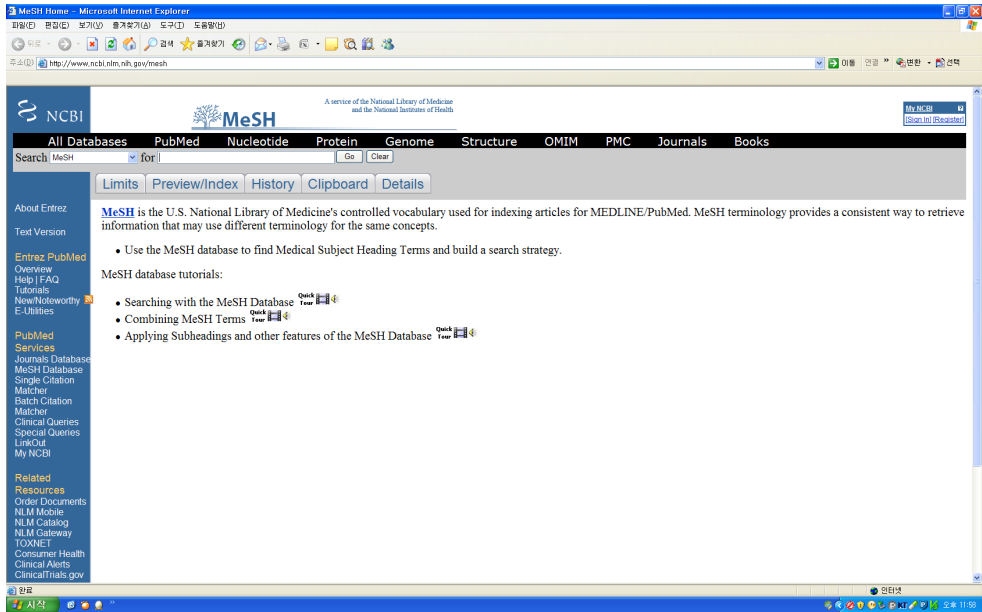 MeSH Home - Microsoft Internet Explorer
파일(F) 편집(E) 보기(V) 즐겨찾기(A) 도구(T) 도움말(H)
뒤로 검색 즐겨찾기
주소(D) http://www.ncbi.nlm.nih.gov/mesh 이동 연결 » 변환 선택
NCBI
MeSH
A service of the National Library of Medicine
and the National Institutes of Health
My NCBI
[Sign In] [Register]
All Databases PubMed Nucleotide Protein Genome Structure OMIM PMC Journals Books
Search MeSH for Go Clear
Limits Preview/Index History Clipboard Details
About Entrez
Text Version
Entrez PubMed
Overview
Help | FAQ
Tutorials
New/Noteworthy
E-Utilities
PubMed
Services
Journals Database
MeSH Database
Single Citation
Matcher
Batch Citation
Matcher
Clinical Queries
Special Queries
LinkOut
My NCBI
Related
Resources
Order Documents
NLM Mobile
NLM Catalog
NLM Gateway
TOXNET
Consumer Health
Clinical Alerts
ClinicalTrials.gov
MeSH is the U.S. National Library of Medicine's controlled vocabulary used for indexing articles for MEDLINE/PubMed. MeSH terminology provides a consistent way to retrieve
information that may use different terminology for the same concepts.
• Use the MeSH database to find Medical Subject Heading Terms and build a search strategy.
MeSH database tutorials:
• Searching with the MeSH Database Quick Tour
• Combining MeSH Terms Quick Tour
• Applying Subheadings and other features of the MeSH Database Quick Tour
완료 인터넷
시작 오후 11:58